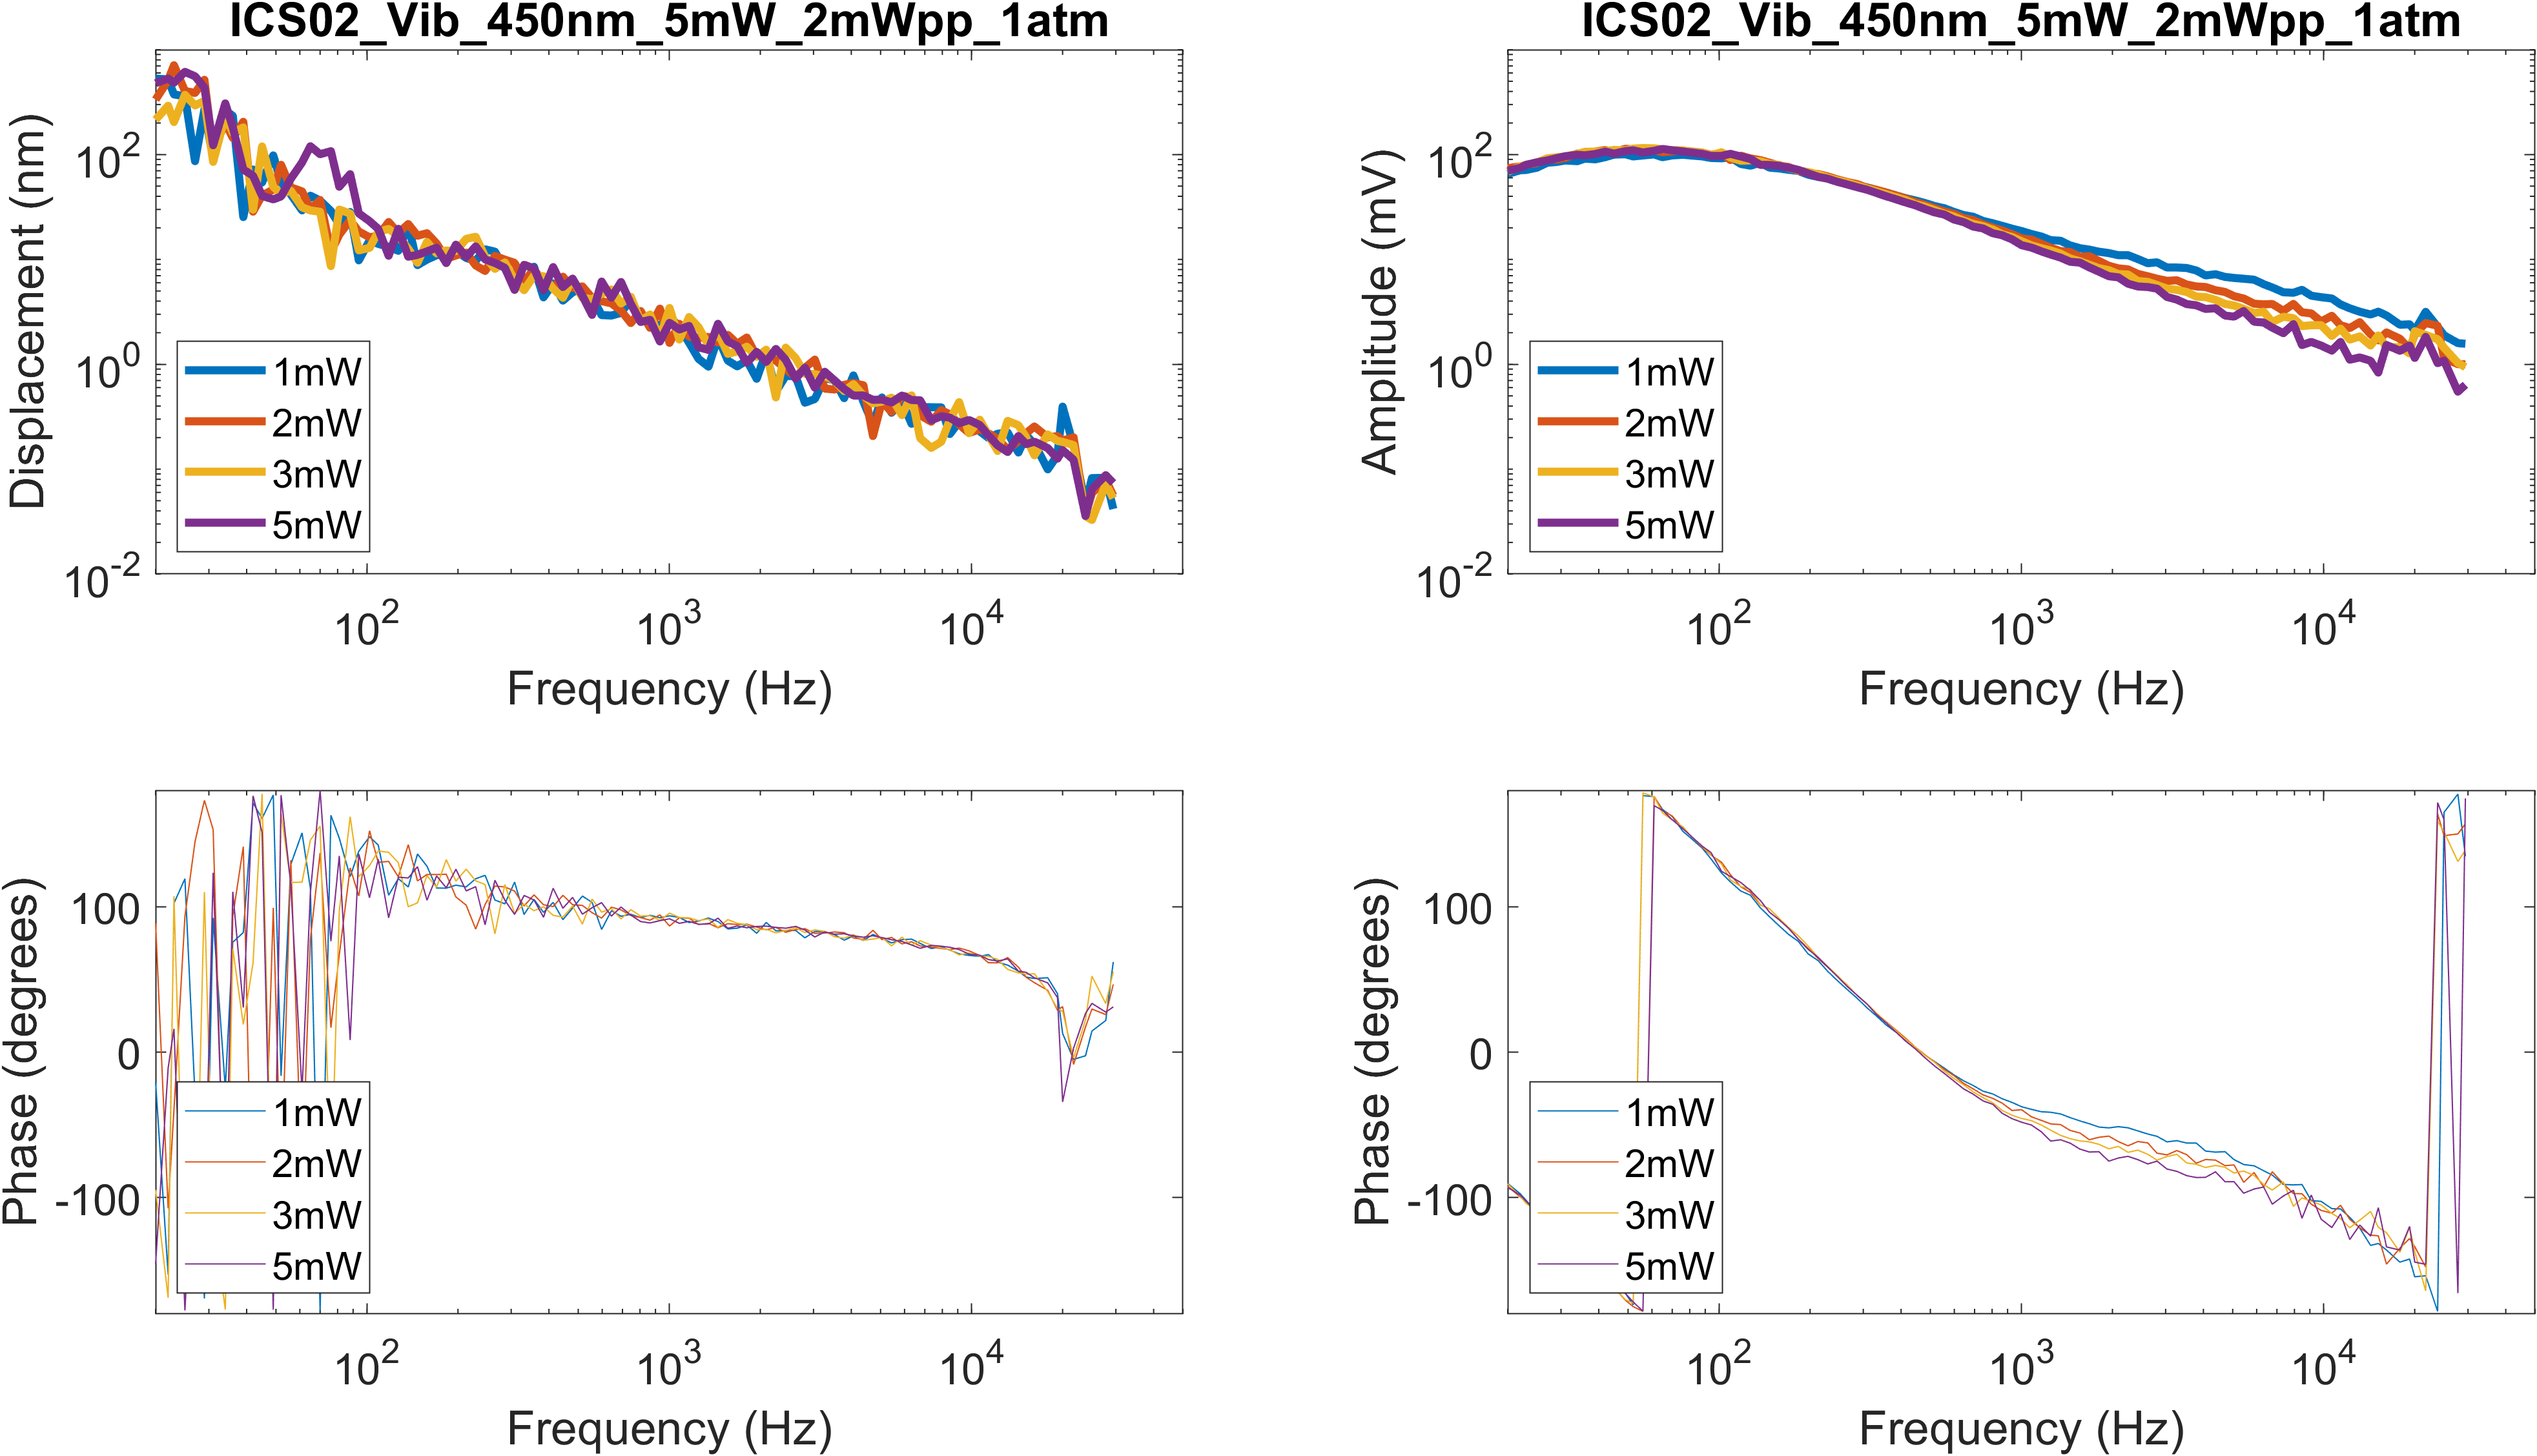 ICS02_Vib_450nm_5mW_2mWpp_1atm
Displacement (nm)
10^2
10^0
10^-2
1mW
2mW
3mW
5mW
10^2
10^3
10^4
Frequency (Hz)
ICS02_Vib_450nm_5mW_2mWpp_1atm
Amplitude (mV)
10^2
10^0
10^-2
1mW
2mW
3mW
5mW
10^2
10^3
10^4
Frequency (Hz)
Phase (degrees)
100
0
-100
1mW
2mW
3mW
5mW
10^2
10^3
10^4
Frequency (Hz)
Phase (degrees)
100
0
-100
1mW
2mW
3mW
5mW
10^2
10^3
10^4
Frequency (Hz)